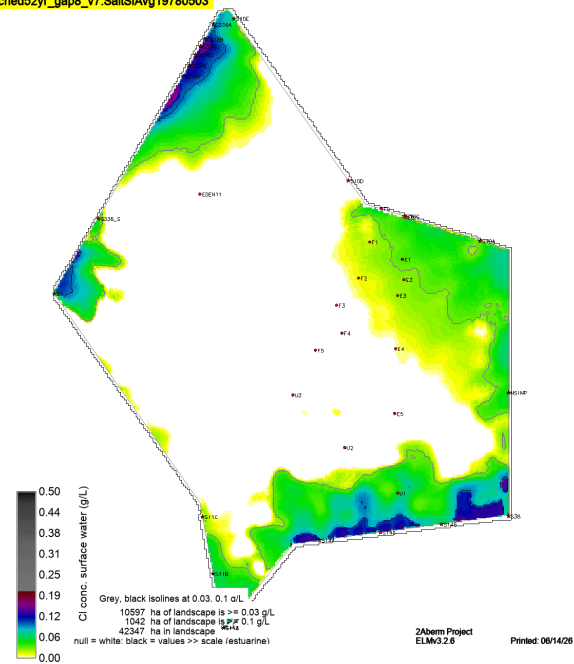 ched52yr_gap8_v7.SaltSfAvg19780503
S10E
S339A
EDEN11
S10D
S336_S
F1
E1
F2
E2
E3
F3
F4
F5
E4
NSIMP
U3
E5
U2
U1
S11C
S38
S11B
0.50
0.44
0.38
0.31
0.25
0.19
0.12
0.06
0.00
Cl conc. surface water (g/L)
Grey, black isolines at 0.03. 0.1 g/L
10597 ha of landscape is >= 0.03 g/L
1042 ha of landscape is >= 0.1 g/L
42347 ha in landscape
null = white: black = values >> scale (estuarine)
2Aberm Project
ELMv3.2.6
Printed: 06/14/26